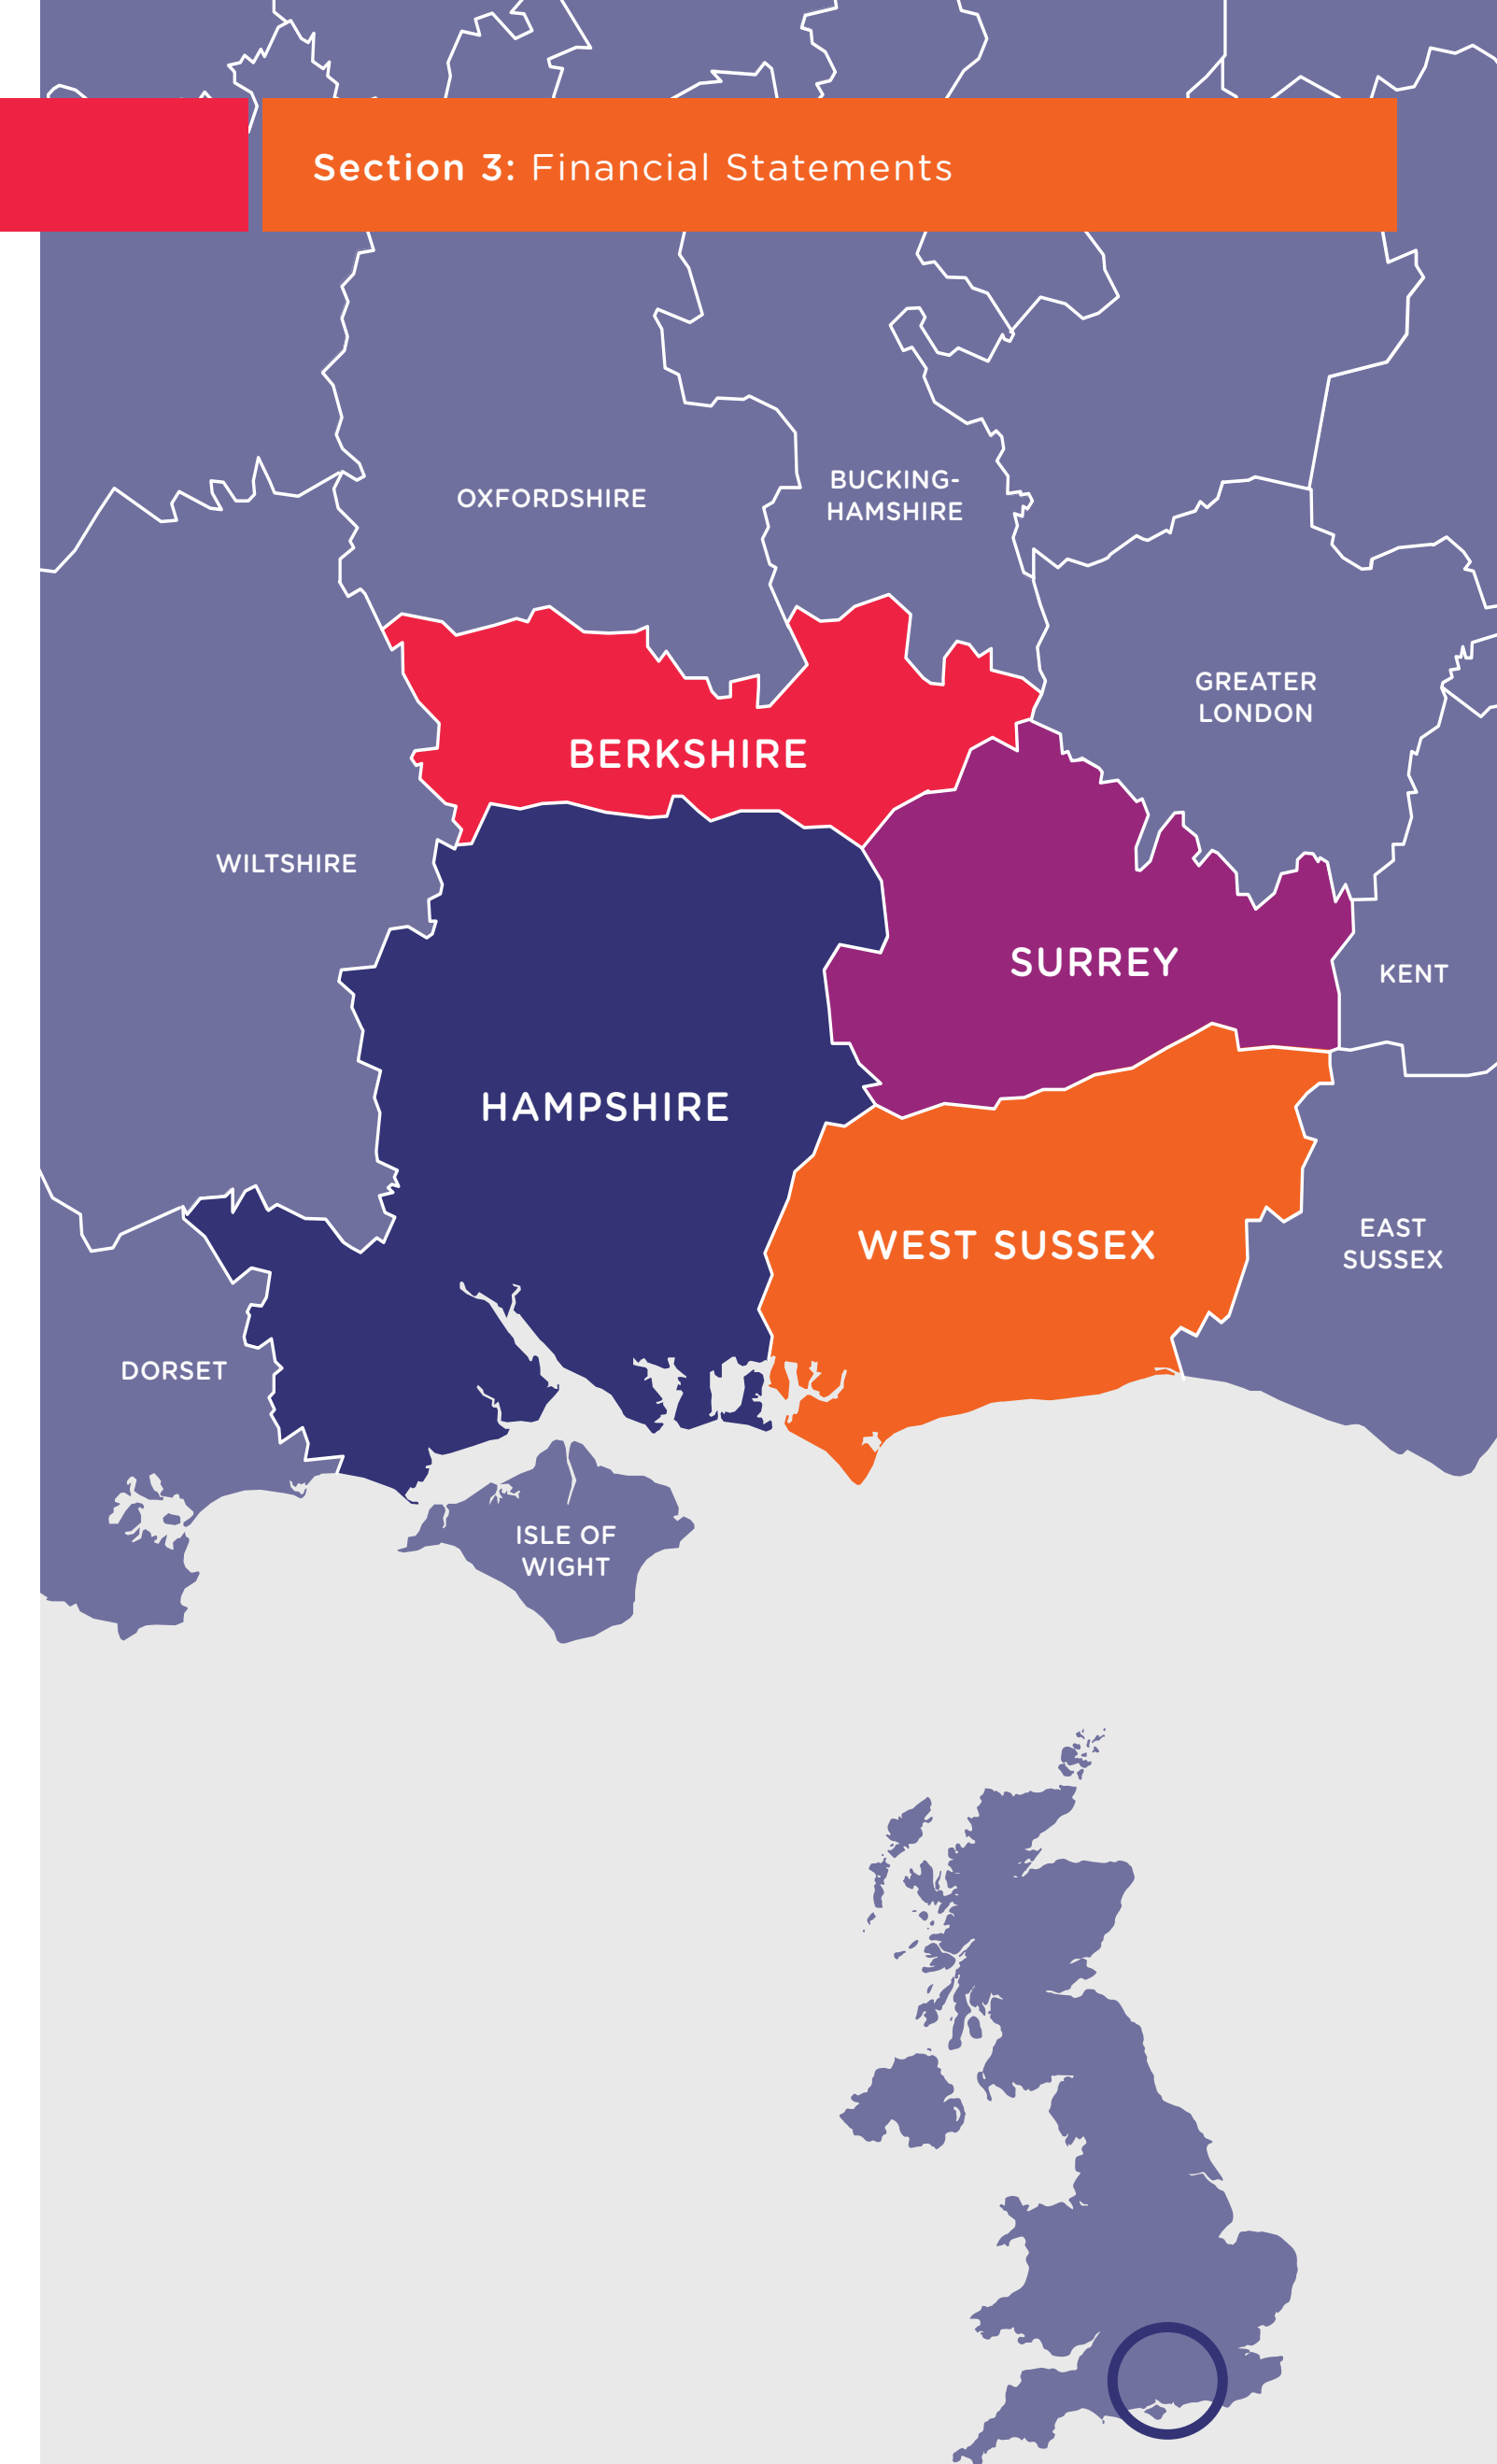 Section 3: Financial Statements
OXFORDSHIRE
BUCKING-
HAMSHIRE
GREATER
LONDON
BERKSHIRE
WILTSHIRE
SURREY
KENT
HAMPSHIRE
WEST SUSSEX
EAST
SUSSEX
DORSET
ISLE OF
WIGHT